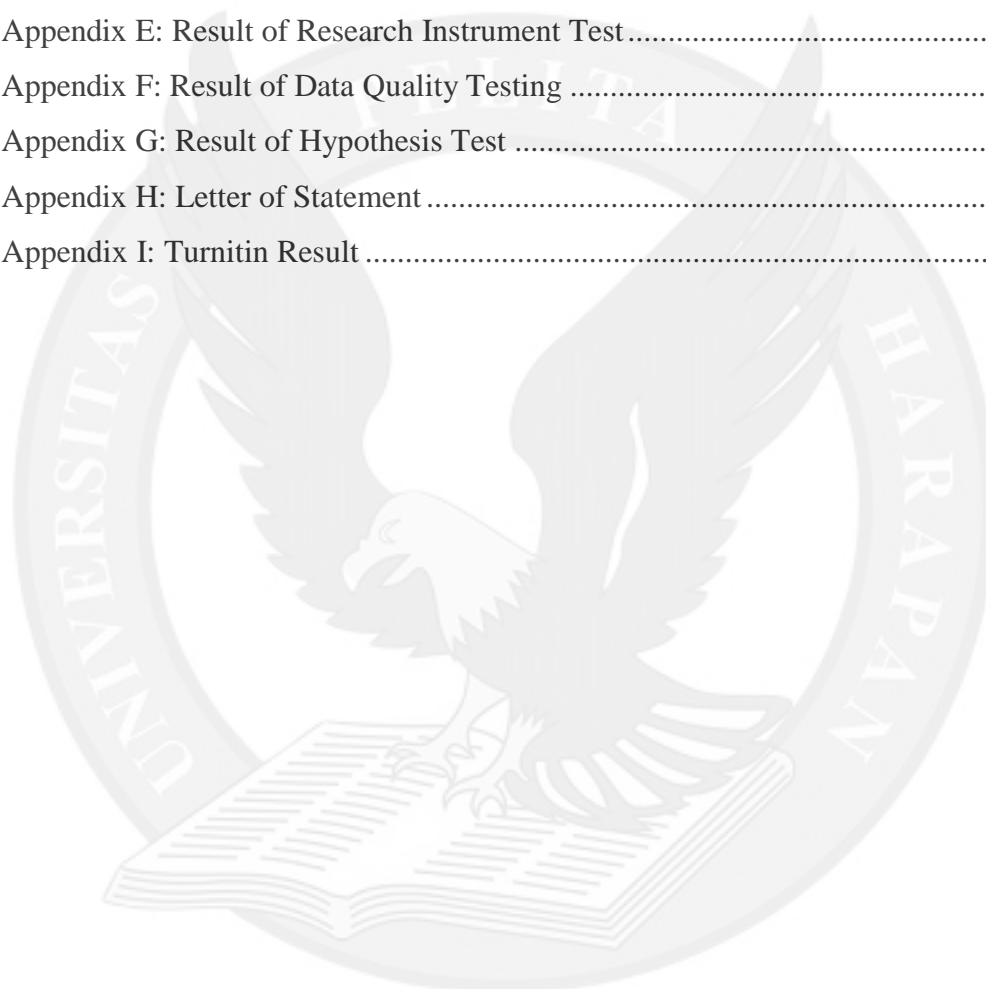 Appendix E: Result of Research Instrument Test ..............................................
Appendix F: Result of Data Quality Testing .....................................................
Appendix G: Result of Hypothesis Test ............................................................
Appendix H: Letter of Statement .......................................................................
Appendix I: Turnitin Result ...............................................................................
UNIVERSITAS PELITA HARAPAN